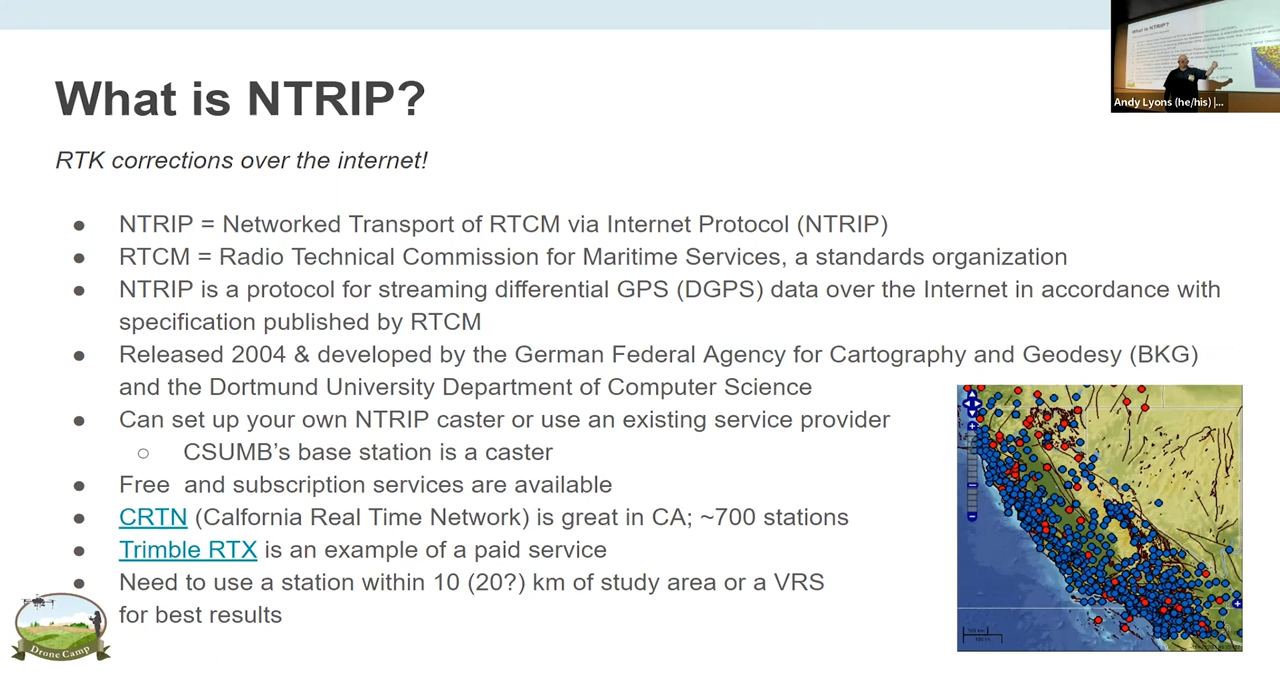 What is NTRIP?
RTK corrections over the internet!
● NTRIP = Networked Transport of RTCM via Internet Protocol (NTRIP)
● RTCM = Radio Technical Commission for Maritime Services, a standards organization
● NTRIP is a protocol for streaming differential GPS (DGPS) data over the Internet in accordance with
specification published by RTCM
● Released 2004 & developed by the German Federal Agency for Cartography and Geodesy (BKG)
and the Dortmund University Department of Computer Science
● Can set up your own NTRIP caster or use an existing service provider
○ CSUMB's base station is a caster
● Free and subscription services are available
● CRTN (Calfornia Real Time Network) is great in CA; ~700 stations
● Trimble RTX is an example of a paid service
● Need to use a station within 10 (20?) km of study area or a VRS
for best results
Drone Camp
What is NTRIP?
Andy Lyons (he/his) |...